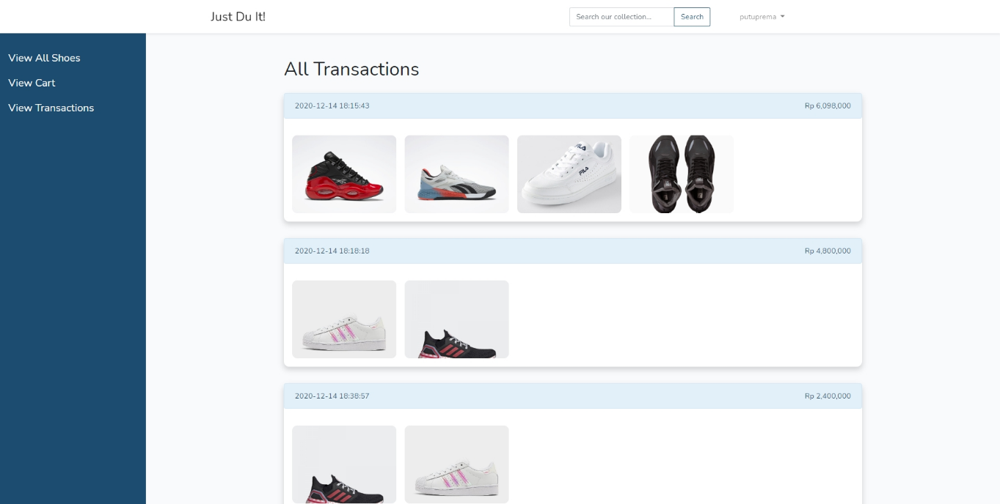 Just Du It!
Search our collection...
Search
putuprema
View All Shoes
View Cart
View Transactions
All Transactions
2020-12-14 18:15:43 Rp 6,098,000
FILA
FILA
2020-12-14 18:18:18 Rp 4,800,000
2020-12-14 18:38:57 Rp 2,400,000